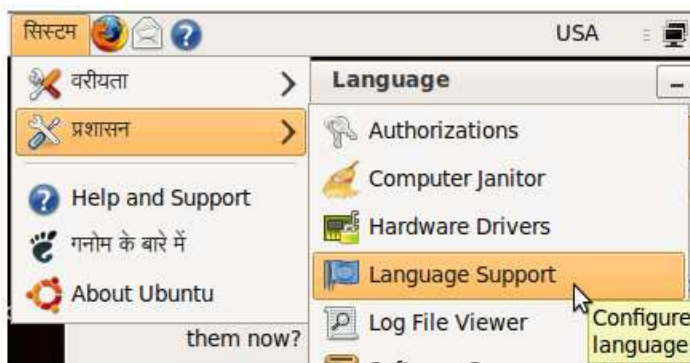 सिस्टम
USA
वरीयता
प्रशासन
Help and Support
गनोम के बारे में
About Ubuntu
them now?
Language
Authorizations
Computer Janitor
Hardware Drivers
Language Support
Log File Viewer
Configure
language